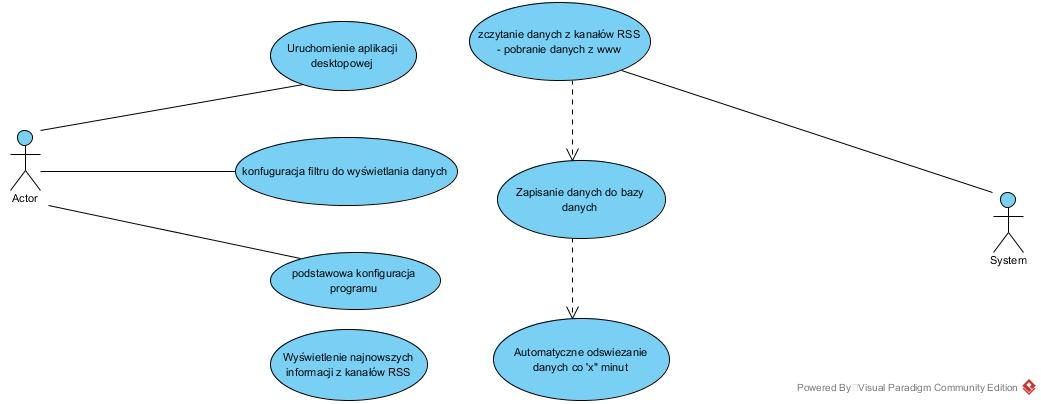 Uruchomienie aplikacji
desktopowej
zczytanie danych z kanałów RSS
- pobranie danych z www
Actor
konfuguracja filtru do wyświetlania danych
Zapisanie danych do bazy
danych
System
podstawowa konfiguracja
programu
Wyświetlenie najnowszych
informacji z kanałów RSS
Automatyczne odswiezanie
danych co 'x" minut
Powered By Visual Paradigm Community Edition